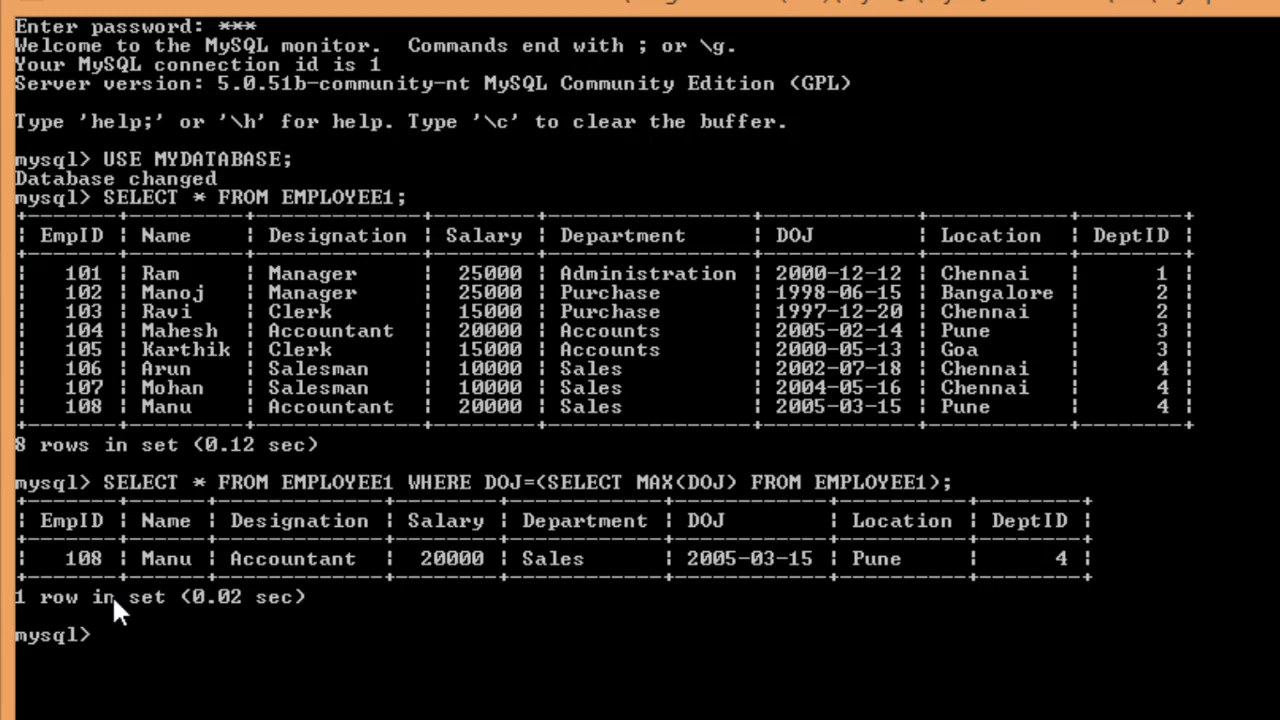 Enter password: ***
Welcome to the MySQL monitor.  Commands end with ; or \g.
Your MySQL connection id is 1
Server version: 5.0.51b-community-nt MySQL Community Edition (GPL)
Type 'help;' or '\h' for help. Type '\c' to clear the buffer.
mysql> USE MYDATABASE;
Database changed
mysql> SELECT * FROM EMPLOYEE1;
+-------+---------+-------------+--------+----------------+------------+-----------+--------+
| EmpID | Name    | Designation | Salary | Department     | DOJ        | Location  | DeptID |
+-------+---------+-------------+--------+----------------+------------+-----------+--------+
|   101 | Ram     | Manager     |  25000 | Administration | 2000-12-12 | Chennai   |      1 |
|   102 | Manoj   | Manager     |  25000 | Purchase       | 1998-06-15 | Bangalore |      2 |
|   103 | Ravi    | Clerk       |  15000 | Purchase       | 1997-12-20 | Chennai   |      2 |
|   104 | Mahesh  | Accountant  |  20000 | Accounts       | 2005-02-14 | Pune      |      3 |
|   105 | Karthik | Clerk       |  15000 | Accounts       | 2000-05-13 | Goa       |      3 |
|   106 | Arun    | Salesman    |  10000 | Sales          | 2002-07-18 | Chennai   |      4 |
|   107 | Mohan   | Salesman    |  10000 | Sales          | 2004-05-16 | Chennai   |      4 |
|   108 | Manu    | Accountant  |  20000 | Sales          | 2005-03-15 | Pune      |      4 |
+-------+---------+-------------+--------+----------------+------------+-----------+--------+
8 rows in set (0.12 sec)
mysql> SELECT * FROM EMPLOYEE1 WHERE DOJ=(SELECT MAX(DOJ) FROM EMPLOYEE1);
+-------+------+-------------+--------+------------+------------+----------+--------+
| EmpID | Name | Designation | Salary | Department | DOJ        | Location | DeptID |
+-------+------+-------------+--------+------------+------------+----------+--------+
|   108 | Manu | Accountant  |  20000 | Sales      | 2005-03-15 | Pune     |      4 |
+-------+------+-------------+--------+------------+------------+----------+--------+
1 row in set (0.02 sec)
mysql>